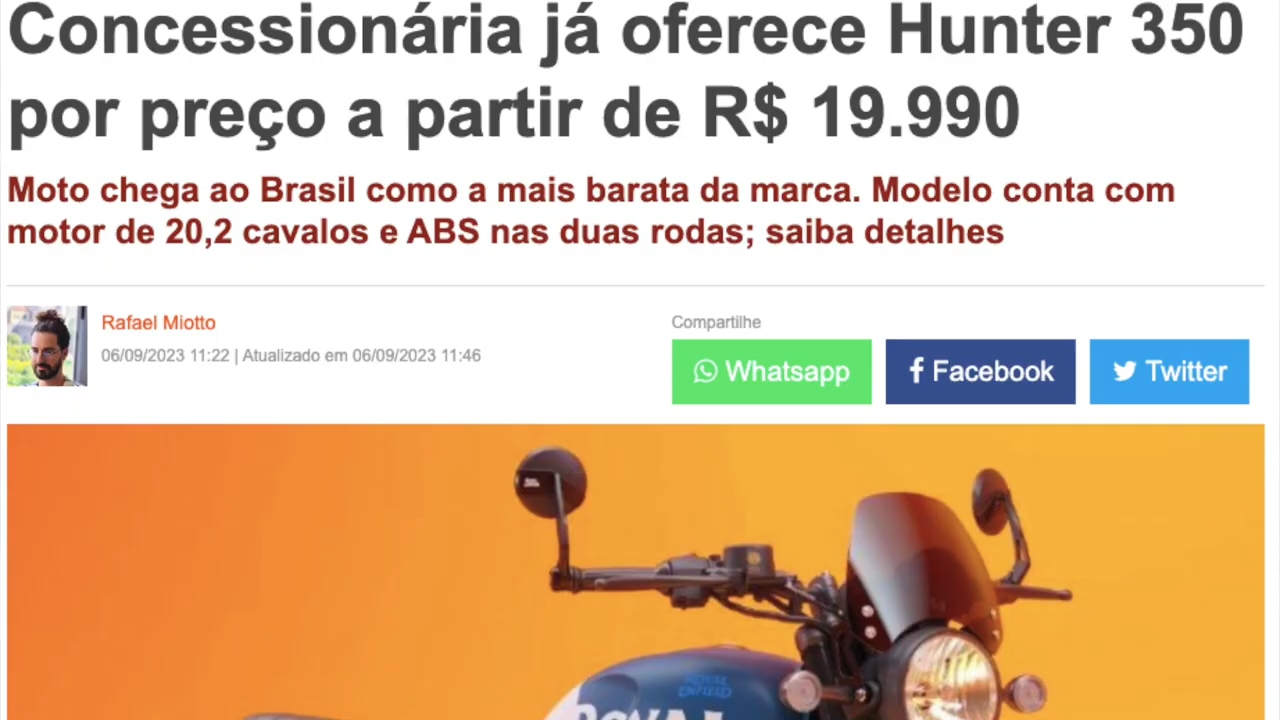 Concessionária já oferece Hunter 350
por preço a partir de R$ 19.990
Moto chega ao Brasil como a mais barata da marca. Modelo conta com
motor de 20,2 cavalos e ABS nas duas rodas; saiba detalhes
Rafael Miotto
06/09/2023 11:22 | Atualizado em 06/09/2023 11:46
Compartilhe
Whatsapp
Facebook
Twitter
ROYAL
ENFIELD
ROYAL